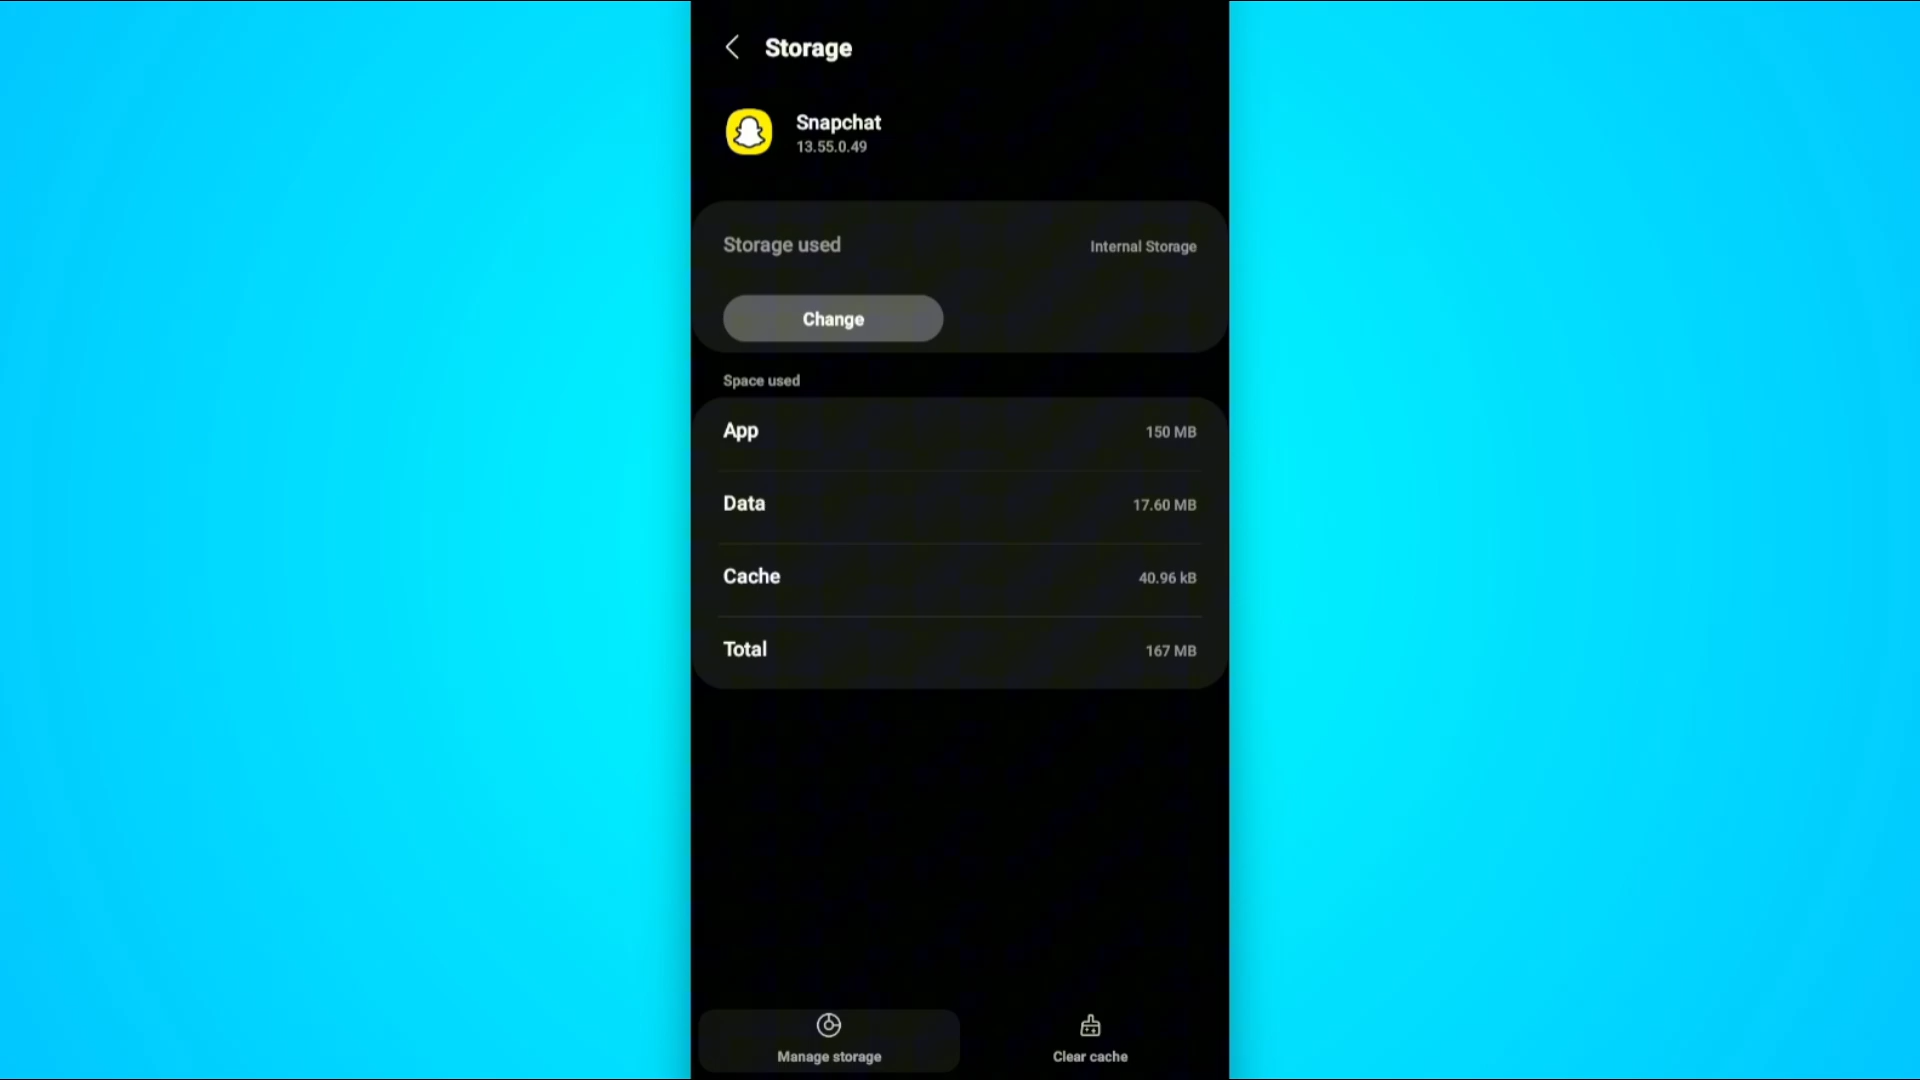 Storage
Snapchat
13.55.0.49
Storage used
Internal Storage
Change
Space used
App
150 MB
Data
17.60 MB
Cache
40.96 kB
Total
167 MB
Manage storage
Clear cache